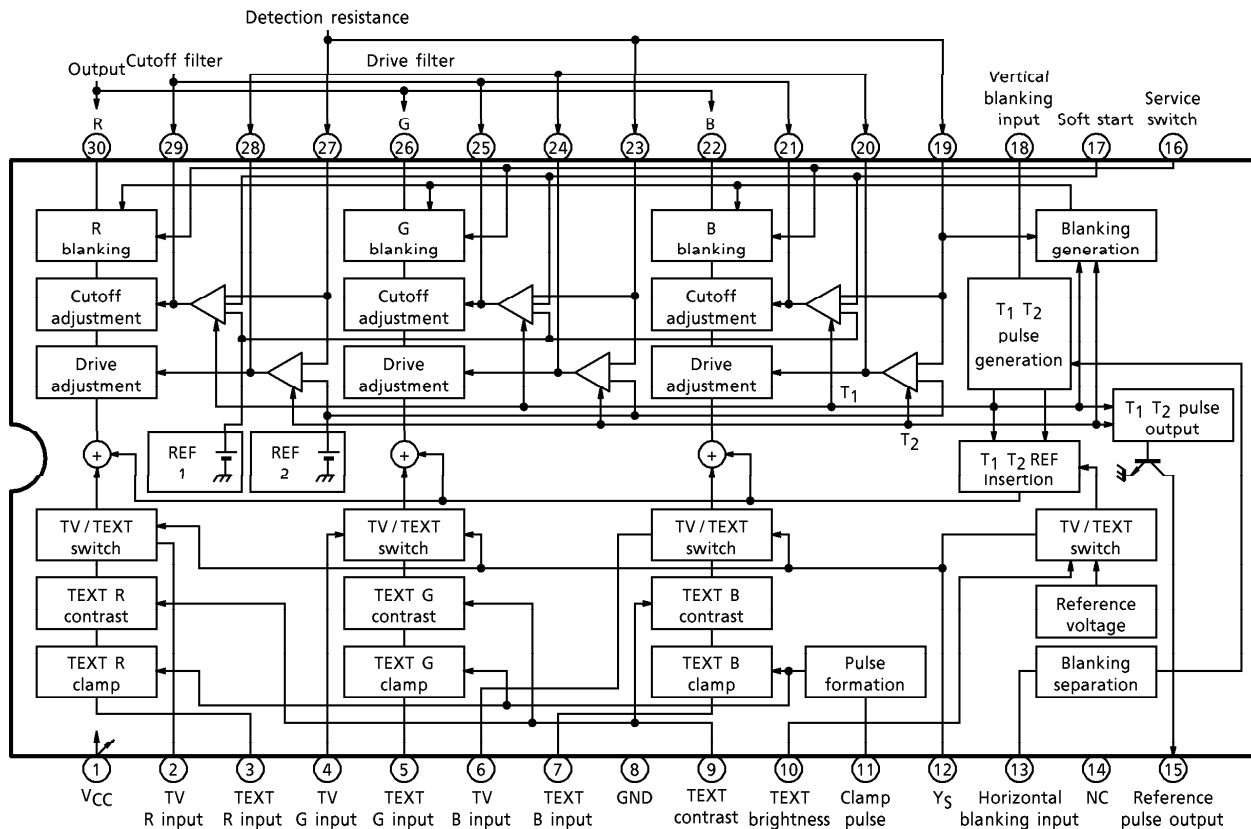 Detection resistance
Cutoff filter
Drive filter
Output
Vertical
blanking
input
Soft start
Service
switch
R
G
B
30
29
28
27
26
25
24
23
22
21
20
19
18
17
16
R
blanking
G
blanking
B
blanking
Blanking
generation
Cutoff
adjustment
Cutoff
adjustment
Cutoff
adjustment
T1 T2
pulse
generation
Drive
adjustment
Drive
adjustment
Drive
adjustment
T1
T2
T1 T2 pulse
output
REF
1
REF
2
+
+
+
T1 T2 REF
insertion
TV / TEXT
switch
TV / TEXT
switch
TV / TEXT
switch
TV / TEXT
switch
TEXT R
contrast
TEXT G
contrast
TEXT B
contrast
Reference
voltage
TEXT R
clamp
TEXT G
clamp
TEXT B
clamp
Pulse
formation
Blanking
separation
1
2
3
4
5
6
7
8
9
10
11
12
13
14
15
VCC
TV
R input
TEXT
R input
TV
G input
TEXT
G input
TV
B input
TEXT
B input
GND
TEXT
contrast
TEXT
brightness
Clamp
pulse
YS
Horizontal
blanking input
NC
Reference
pulse output